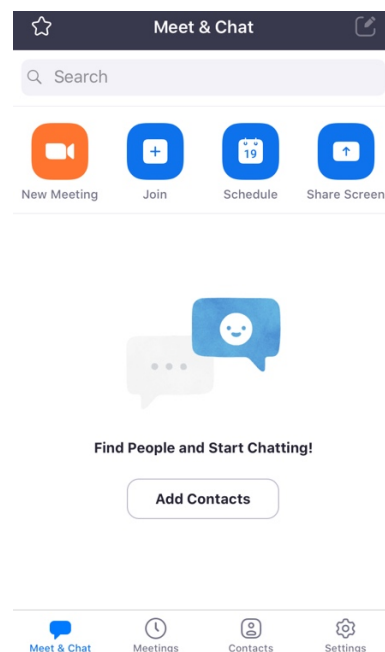 Meet & Chat
Search
19
New Meeting Join Schedule Share Screen
Find People and Start Chatting!
Add Contacts
Meet & Chat Meetings Contacts Settings